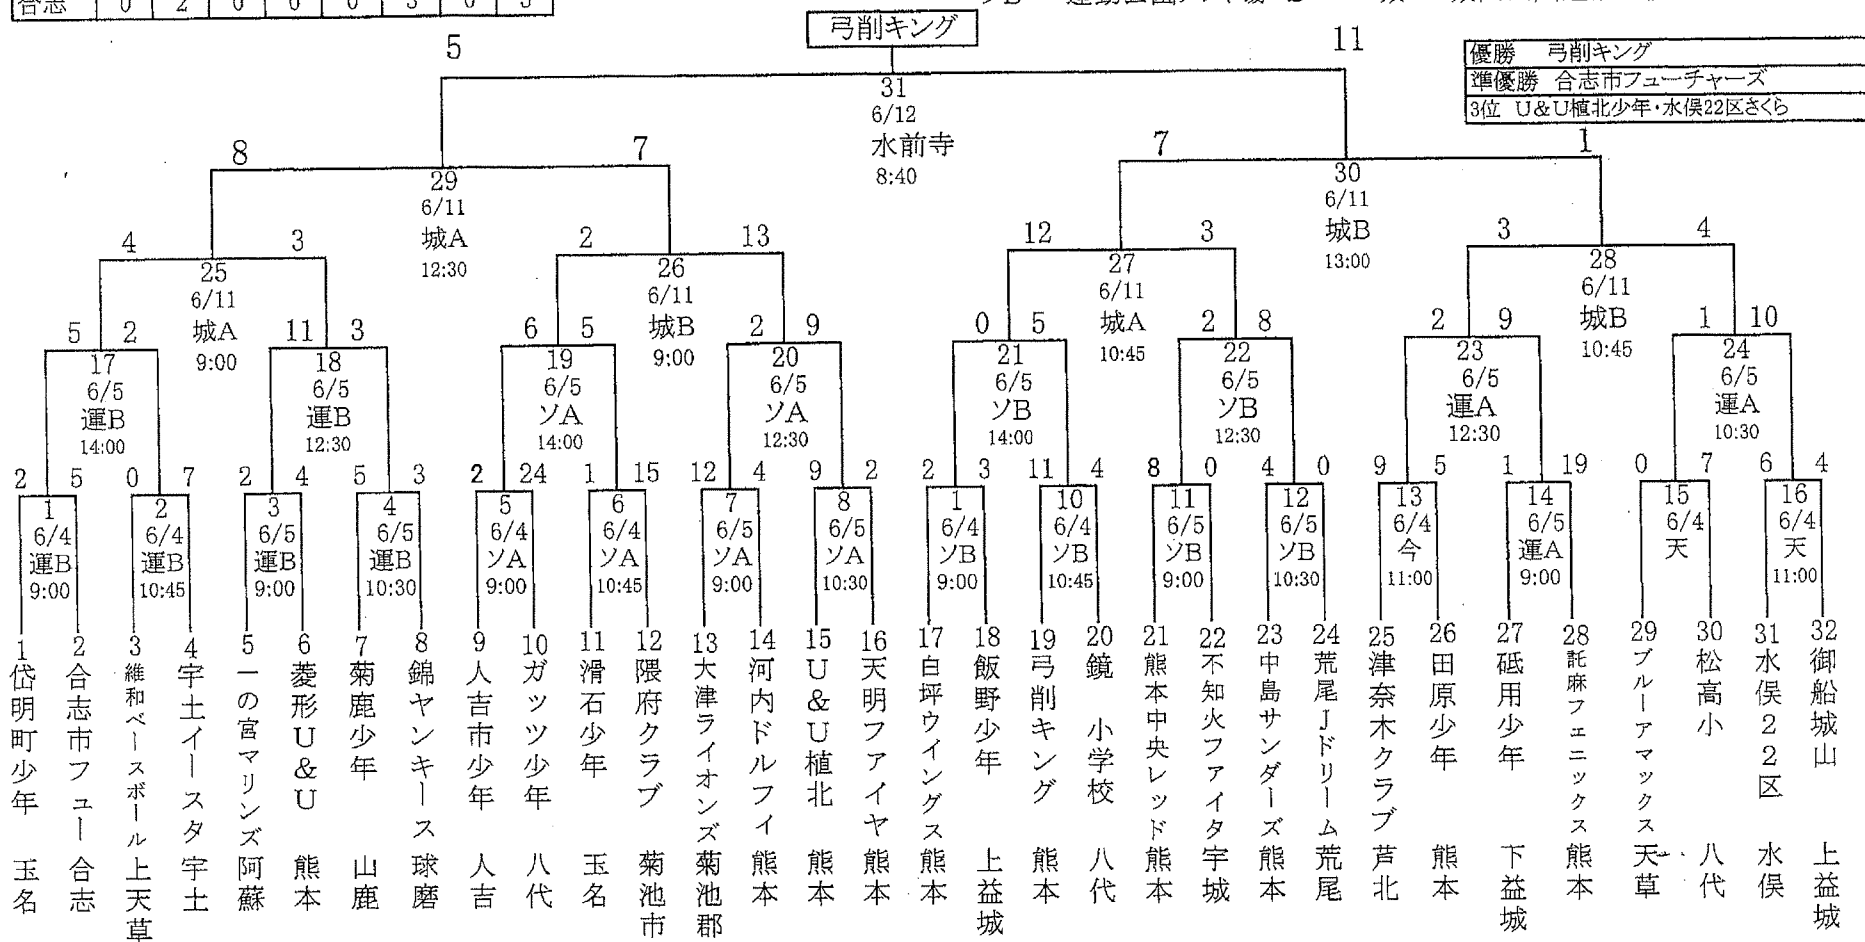 合志 0 2 0 0 0 3 0 5
弓削キング
5 11
優勝 弓削キング
準優勝 合志市フューチャーズ
3位 U&U植北少年・水俣22区さくら
31
6/12
水前寺
8:40
8 7 7 1
29
6/11
城A
12:30
30
6/11
城B
13:00
4 3 2 13 12 3 3 4
25
6/11
城A
9:00
26
6/11
城B
9:00
27
6/11
城A
10:45
28
6/11
城B
10:45
5 2 11 3 6 5 2 9 0 5 2 8 2 9 1 10
17
6/5
運B
14:00
18
6/5
運B
12:30
19
6/5
ソA
14:00
20
6/5
ソA
12:30
21
6/5
ソB
14:00
22
6/5
ソB
12:30
23
6/5
運A
12:30
24
6/5
運A
10:30
2 5 0 7 2 4 5 3 2 24 1 15 12 4 9 2 2 3 11 4 8 0 4 0 9 5 1 19 0 7 6 4
1
6/4
運B
9:00
2
6/4
運B
10:45
3
6/5
運B
9:00
4
6/5
運B
10:30
5
6/4
ソA
9:00
6
6/4
ソA
10:45
7
6/5
ソA
9:00
8
6/5
ソA
10:30
1
6/4
ソB
9:00
10
6/4
ソB
10:45
11
6/5
ソB
9:00
12
6/5
ソB
10:30
13
6/4
今
11:00
14
6/5
運A
9:00
15
6/4
天
16
6/4
天
11:00
1 岱明町少年 玉名
2 合志市フュー 合志
3 維和ベースボール 上天草
4 宇土イースタ 宇土
5 一の宮マリンズ 阿蘇
6 菱形U&U 熊本
7 菊鹿少年 山鹿
8 錦ヤンキース 球磨
9 人吉市少年 人吉
10 ガッツ少年 八代
11 滑石少年 玉名
12 隈府クラブ 菊池市
13 大津ライオンズ 菊池郡
14 河内ドルフイ 熊本
15 U&U植北 熊本
16 天明ファイヤ 熊本
17 白坪ウイングス 熊本
18 飯野少年 上益城
19 弓削キング 熊本
20 鏡 小学校 八代
21 熊本中央レッド 熊本
22 不知火ファイタ 宇城
23 中島サンダーズ 熊本
24 荒尾Jドリーム 荒尾
25 津奈木クラブ 芦北
26 田原少年 熊本
27 砥用少年 下益城
28 託麻フェニックス 熊本
29 ブルーアマックス 天草
30 松高小 八代
31 水俣22区 水俣
32 御船城山 上益城